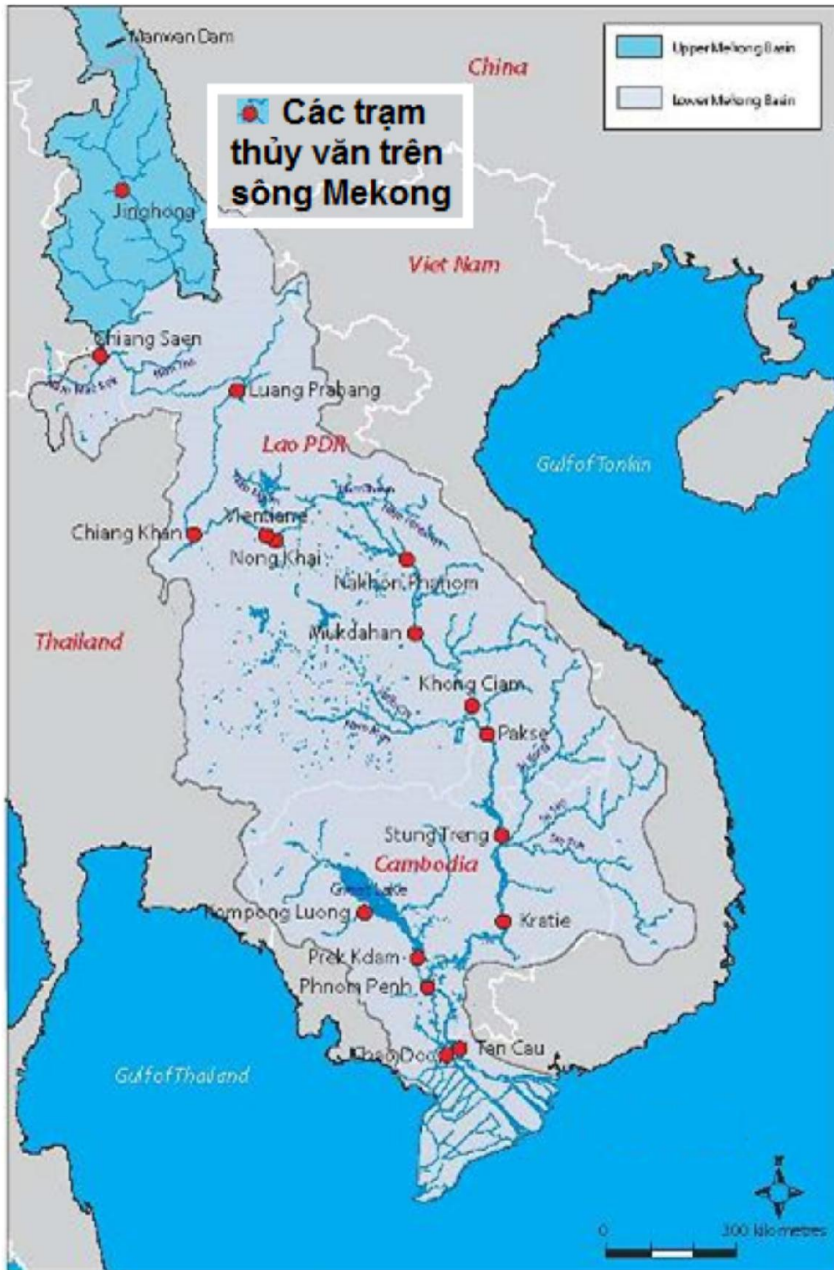 Manwan Dam
China
Upper Mekong Basin
Lower Mekong Basin
Các trạm
thủy văn trên
sông Mekong
Jinghong
Viet Nam
Chiang Saen
Nam Tha
Luang Prabang
Lao PDR
Gulf of Tonkin
Chiang Khan
Vientiane
Nong Khai
Nakhon Phanom
Thailand
Mukdahan
Khong Ciam
Pakse
Stung Treng
Cambodia
Great Lake
Kompong Luong
Kratie
Prek Kdam
Phnom Penh
Chao Doc
Tan Cau
Gulf of Thailand
N
0
300 kilometres